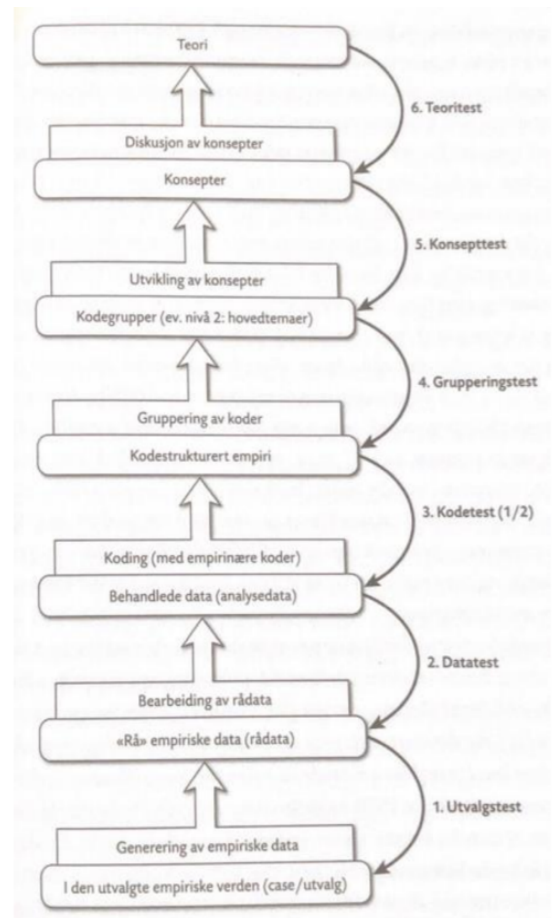 Teori
6. Teoritest
Diskusjon av konsepter
Konsepter
5. Konsepttest
Utvikling av konsepter
Kodegrupper (ev. nivå 2: hovedtemaer)
4. Grupperingstest
Gruppering av koder
Kodestrukturert empiri
3. Kodetest (1/2)
Koding (med empirinære koder)
Behandlede data (analysedata)
2. Datatest
Bearbeiding av rådata
«Rå» empiriske data (rådata)
1. Utvalgstest
Generering av empiriske data
I den utvalgte empiriske verden (case/utvalg)